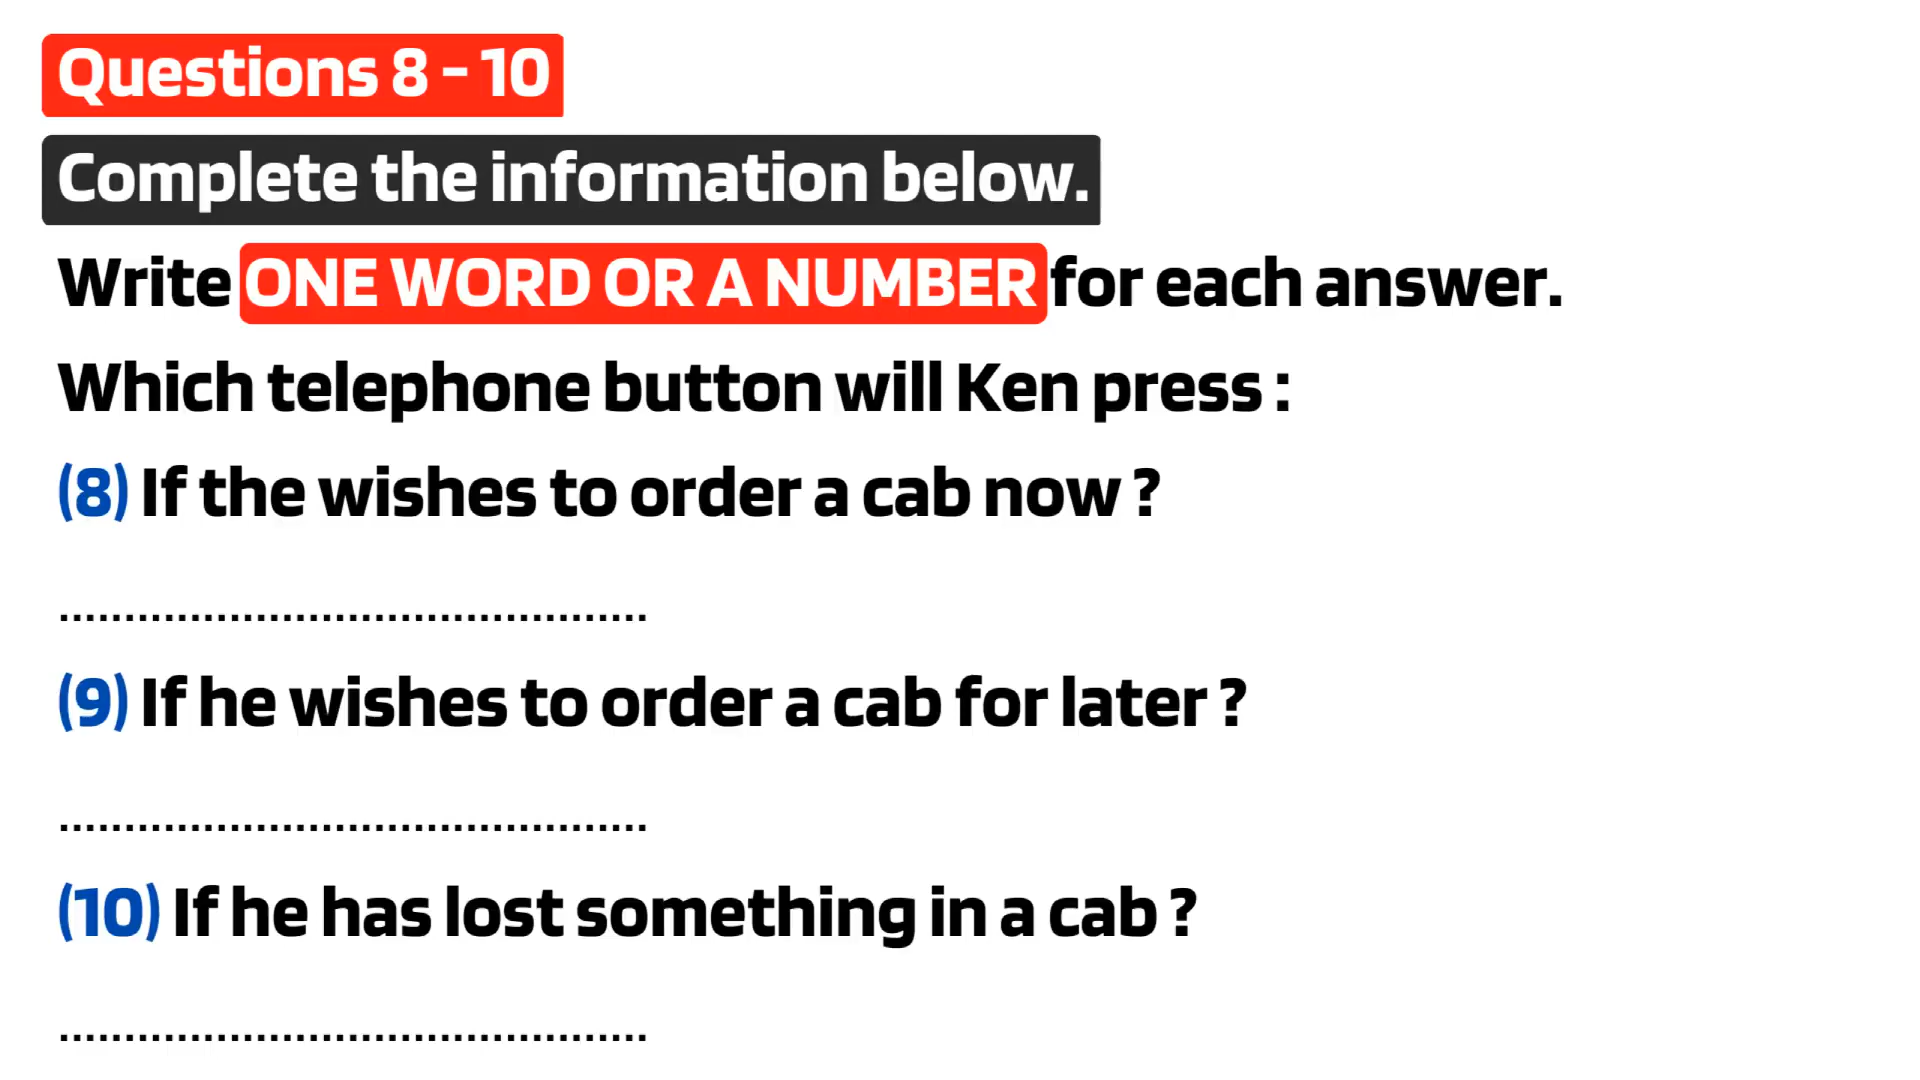 Questions 8 - 10
Complete the information below.
Write ONE WORD OR A NUMBER for each answer.
Which telephone button will Ken press :
(8) If the wishes to order a cab now ?
.............................................
(9) If he wishes to order a cab for later ?
.............................................
(10) If he has lost something in a cab ?
.............................................